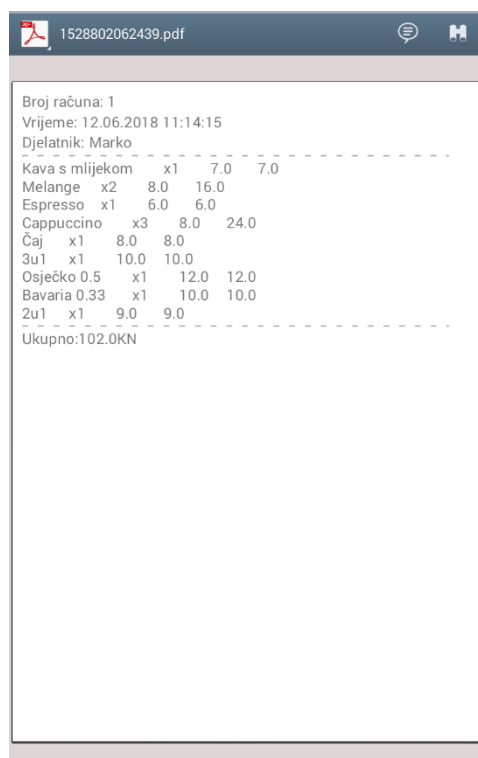 1528802062439.pdf
Broj računa: 1
Vrijeme: 12.06.2018 11:14:15
Djelatnik: Marko
Kava s mlijekom x1 7.0 7.0
Melange x2 8.0 16.0
Espresso x1 6.0 6.0
Cappuccino x3 8.0 24.0
Čaj x1 8.0 8.0
3u1 x1 10.0 10.0
Osječko 0.5 x1 12.0 12.0
Bavaria 0.33 x1 10.0 10.0
2u1 x1 9.0 9.0
Ukupno:102.0KN